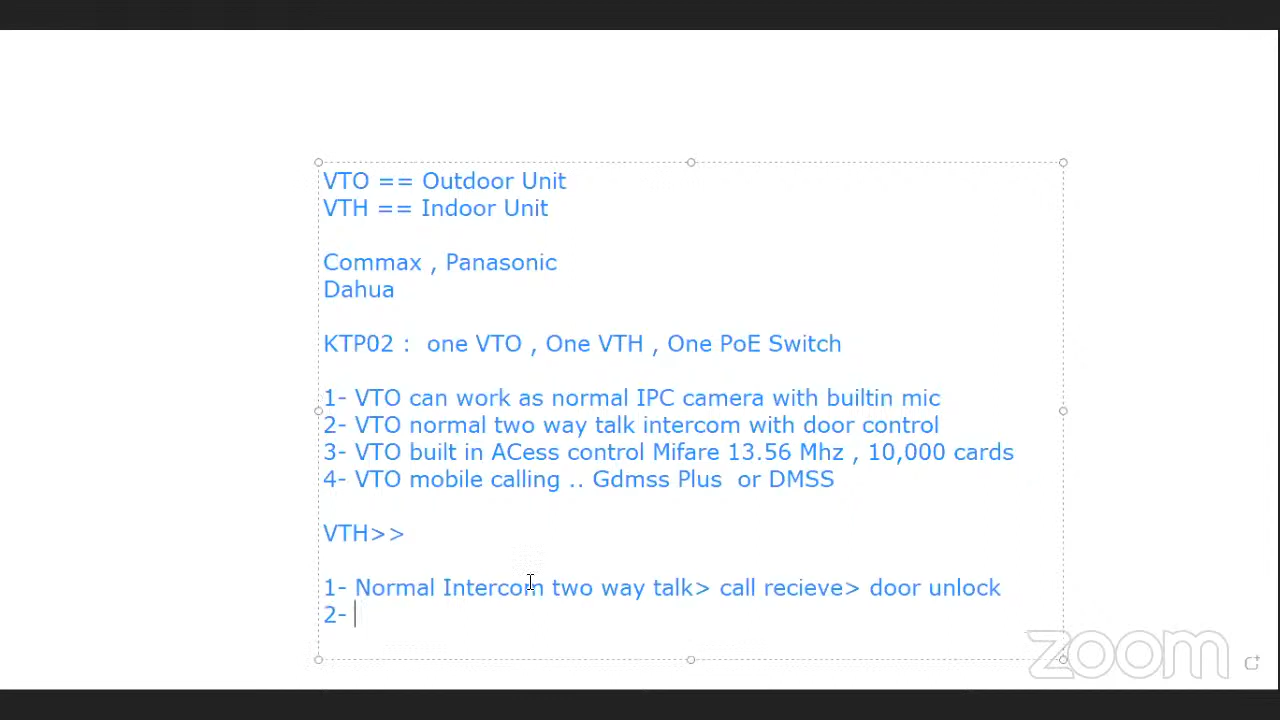 VTO == Outdoor Unit
VTH == Indoor Unit
Commax , Panasonic
Dahua
KTP02 :  one VTO , One VTH , One PoE Switch
1- VTO can work as normal IPC camera with builtin mic
2- VTO normal two way talk intercom with door control
3- VTO built in ACess control Mifare 13.56 Mhz , 10,000 cards
4- VTO mobile calling .. Gdmss Plus  or DMSS
VTH>>
1- Normal Intercom two way talk> call recieve> door unlock
2-
zoom